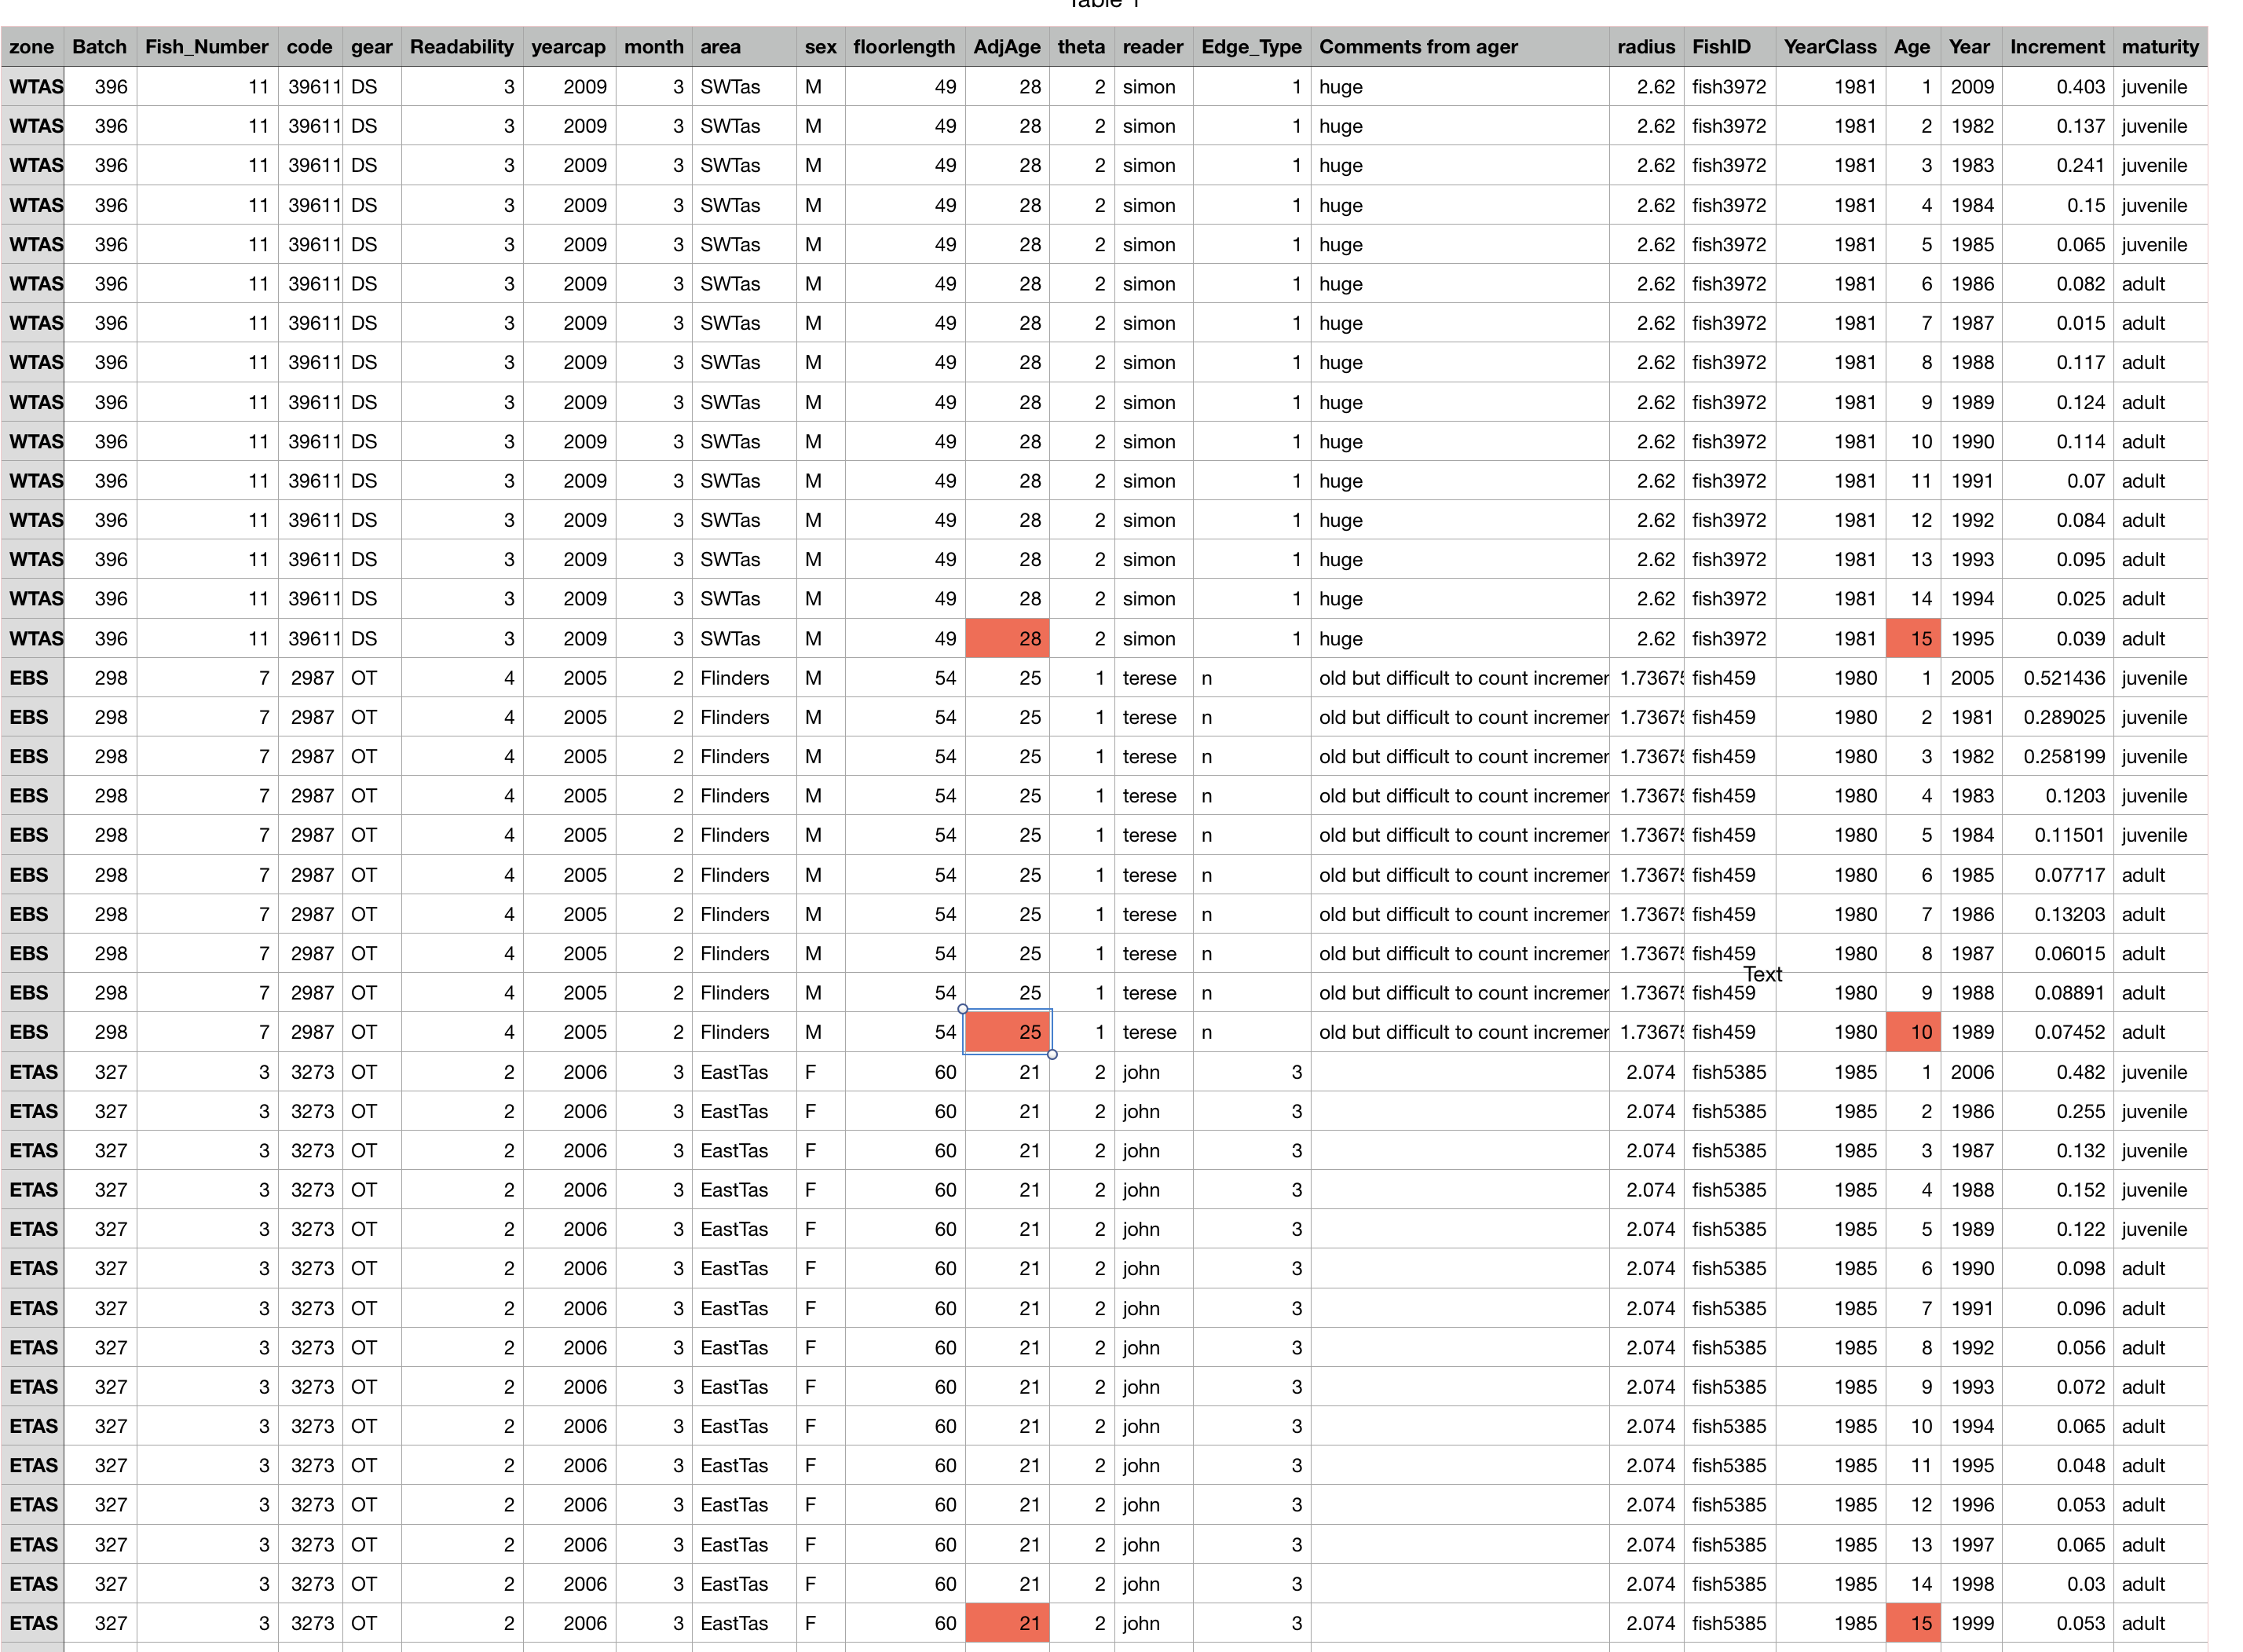 Table 1
zone Batch Fish_Number code gear Readability yearcap month area sex floorlength AdjAge theta reader Edge_Type Comments from ager radius FishID YearClass Age Year Increment maturity
WTAS 396 11 39611 DS 3 2009 3 SWTas M 49 28 2 simon 1 huge 2.62 fish3972 1981 1 2009 0.403 juvenile
WTAS 396 11 39611 DS 3 2009 3 SWTas M 49 28 2 simon 1 huge 2.62 fish3972 1981 2 1982 0.137 juvenile
WTAS 396 11 39611 DS 3 2009 3 SWTas M 49 28 2 simon 1 huge 2.62 fish3972 1981 3 1983 0.241 juvenile
WTAS 396 11 39611 DS 3 2009 3 SWTas M 49 28 2 simon 1 huge 2.62 fish3972 1981 4 1984 0.15 juvenile
WTAS 396 11 39611 DS 3 2009 3 SWTas M 49 28 2 simon 1 huge 2.62 fish3972 1981 5 1985 0.065 juvenile
WTAS 396 11 39611 DS 3 2009 3 SWTas M 49 28 2 simon 1 huge 2.62 fish3972 1981 6 1986 0.082 adult
WTAS 396 11 39611 DS 3 2009 3 SWTas M 49 28 2 simon 1 huge 2.62 fish3972 1981 7 1987 0.015 adult
WTAS 396 11 39611 DS 3 2009 3 SWTas M 49 28 2 simon 1 huge 2.62 fish3972 1981 8 1988 0.117 adult
WTAS 396 11 39611 DS 3 2009 3 SWTas M 49 28 2 simon 1 huge 2.62 fish3972 1981 9 1989 0.124 adult
WTAS 396 11 39611 DS 3 2009 3 SWTas M 49 28 2 simon 1 huge 2.62 fish3972 1981 10 1990 0.114 adult
WTAS 396 11 39611 DS 3 2009 3 SWTas M 49 28 2 simon 1 huge 2.62 fish3972 1981 11 1991 0.07 adult
WTAS 396 11 39611 DS 3 2009 3 SWTas M 49 28 2 simon 1 huge 2.62 fish3972 1981 12 1992 0.084 adult
WTAS 396 11 39611 DS 3 2009 3 SWTas M 49 28 2 simon 1 huge 2.62 fish3972 1981 13 1993 0.095 adult
WTAS 396 11 39611 DS 3 2009 3 SWTas M 49 28 2 simon 1 huge 2.62 fish3972 1981 14 1994 0.025 adult
WTAS 396 11 39611 DS 3 2009 3 SWTas M 49 28 2 simon 1 huge 2.62 fish3972 1981 15 1995 0.039 adult
EBS 298 7 2987 OT 4 2005 2 Flinders M 54 25 1 terese n old but difficult to count fish459 1980 1 2005 0.521436 juvenile
EBS 298 7 2987 OT 4 2005 2 Flinders M 54 25 1 terese n old but difficult to count fish459 1980 2 1981 0.289025 juvenile
EBS 298 7 2987 OT 4 2005 2 Flinders M 54 25 1 terese n old but difficult to count fish459 1980 3 1982 0.258199 juvenile
EBS 298 7 2987 OT 4 2005 2 Flinders M 54 25 1 terese n old but difficult to count fish459 1980 4 1983 0.1203 juvenile
EBS 298 7 2987 OT 4 2005 2 Flinders M 54 25 1 terese n old but difficult to count fish459 1980 5 1984 0.11501 juvenile
EBS 298 7 2987 OT 4 2005 2 Flinders M 54 25 1 terese n old but difficult to count fish459 1980 6 1985 0.07717 adult
EBS 298 7 2987 OT 4 2005 2 Flinders M 54 25 1 terese n old but difficult to count fish459 1980 7 1986 0.13203 adult
EBS 298 7 2987 OT 4 2005 2 Flinders M 54 25 1 terese n old but difficult to count fish459 1980 8 1987 0.06015 adult
Text
EBS 298 7 2987 OT 4 2005 2 Flinders M 54 25 1 terese n old but difficult to count fish459 1980 9 1988 0.08891 adult
EBS 298 7 2987 OT 4 2005 2 Flinders M 54 25 1 terese n old but difficult to count fish459 1980 10 1989 0.07452 adult
ETAS 327 3 3273 OT 2 2006 3 EastTas F 60 21 2 john 3 2.074 fish5385 1985 1 2006 0.482 juvenile
ETAS 327 3 3273 OT 2 2006 3 EastTas F 60 21 2 john 3 2.074 fish5385 1985 2 1986 0.255 juvenile
ETAS 327 3 3273 OT 2 2006 3 EastTas F 60 21 2 john 3 2.074 fish5385 1985 3 1987 0.132 juvenile
ETAS 327 3 3273 OT 2 2006 3 EastTas F 60 21 2 john 3 2.074 fish5385 1985 4 1988 0.152 juvenile
ETAS 327 3 3273 OT 2 2006 3 EastTas F 60 21 2 john 3 2.074 fish5385 1985 5 1989 0.122 juvenile
ETAS 327 3 3273 OT 2 2006 3 EastTas F 60 21 2 john 3 2.074 fish5385 1985 6 1990 0.098 adult
ETAS 327 3 3273 OT 2 2006 3 EastTas F 60 21 2 john 3 2.074 fish5385 1985 7 1991 0.096 adult
ETAS 327 3 3273 OT 2 2006 3 EastTas F 60 21 2 john 3 2.074 fish5385 1985 8 1992 0.056 adult
ETAS 327 3 3273 OT 2 2006 3 EastTas F 60 21 2 john 3 2.074 fish5385 1985 9 1993 0.072 adult
ETAS 327 3 3273 OT 2 2006 3 EastTas F 60 21 2 john 3 2.074 fish5385 1985 10 1994 0.065 adult
ETAS 327 3 3273 OT 2 2006 3 EastTas F 60 21 2 john 3 2.074 fish5385 1985 11 1995 0.048 adult
ETAS 327 3 3273 OT 2 2006 3 EastTas F 60 21 2 john 3 2.074 fish5385 1985 12 1996 0.053 adult
ETAS 327 3 3273 OT 2 2006 3 EastTas F 60 21 2 john 3 2.074 fish5385 1985 13 1997 0.065 adult
ETAS 327 3 3273 OT 2 2006 3 EastTas F 60 21 2 john 3 2.074 fish5385 1985 14 1998 0.03 adult
ETAS 327 3 3273 OT 2 2006 3 EastTas F 60 21 2 john 3 2.074 fish5385 1985 15 1999 0.053 adult